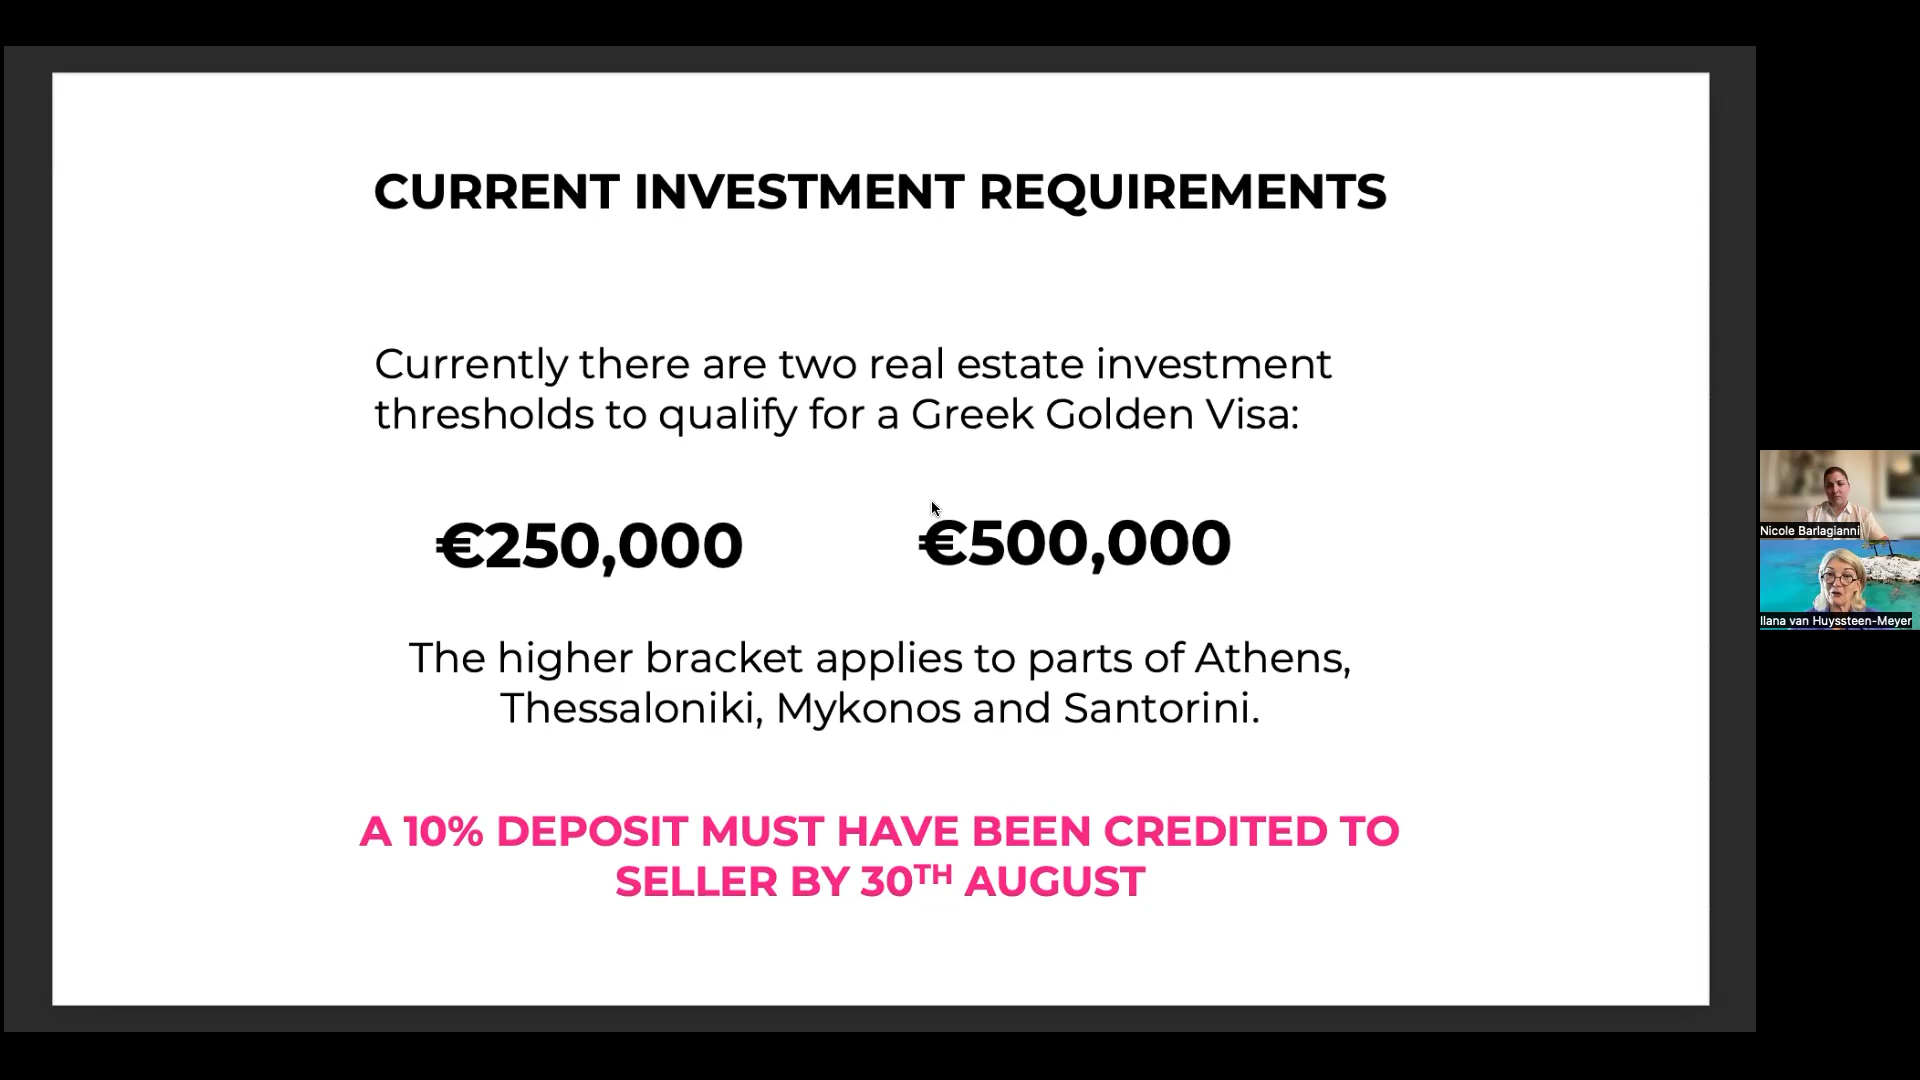 CURRENT INVESTMENT REQUIREMENTS
Currently there are two real estate investment
thresholds to qualify for a Greek Golden Visa:
€250,000
€500,000
The higher bracket applies to parts of Athens,
Thessaloniki, Mykonos and Santorini.
A 10% DEPOSIT MUST HAVE BEEN CREDITED TO
SELLER BY 30TH AUGUST
Nicole Barlagianni
Ilana van Huyssteen-Meyer